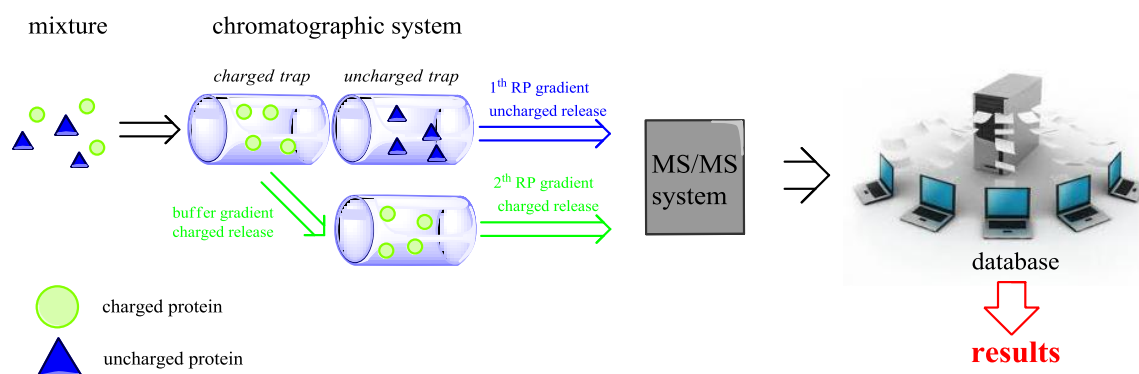 mixture
chromatographic system
charged trap
uncharged trap
1th RP gradient
uncharged release
MS/MS
system
buffer gradient
charged release
2th RP gradient
charged release
database
results
charged protein
uncharged protein